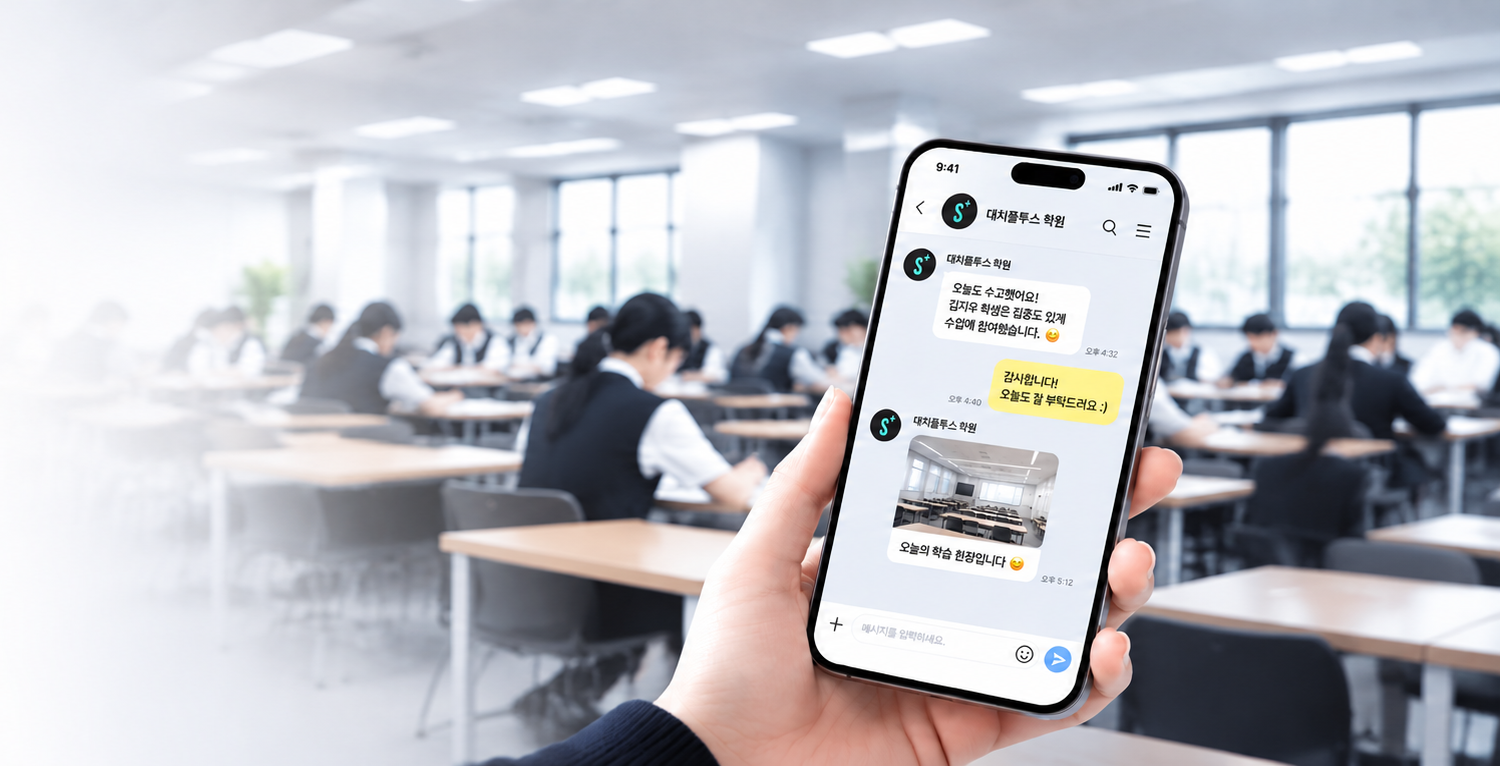 9:41
S+
대치플투스 학원
S+
대치플투스 학원
오늘도 수고했어요!
김지우 학생은 집중도 있게
수업에 참여했습니다. 😊
오후 4:32
감사합니다!
오늘도 잘 부탁드려요 :)
오후 4:40
S+
대치플투스 학원
오늘의 학습 현장입니다 😊
오후 5:12
메시지를 입력하세요.